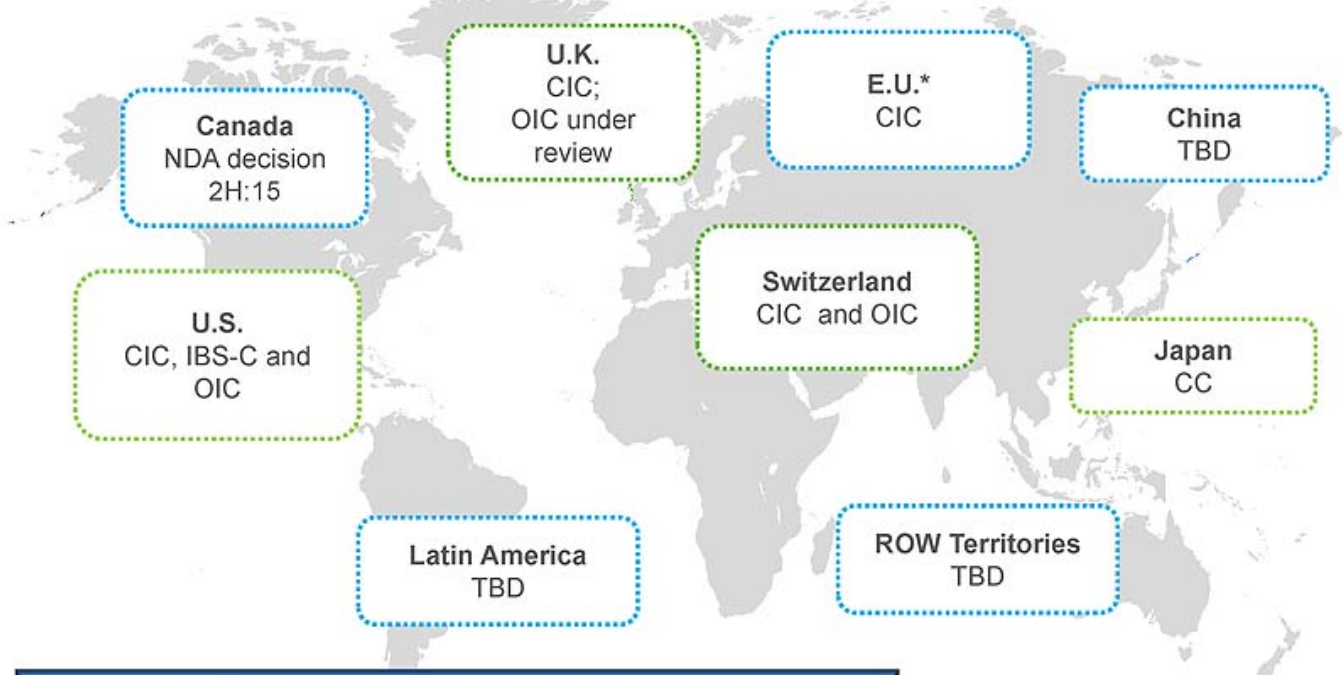 U.K.
CIC;
OIC under
review
E.U.*
CIC
Canada
NDA decision
2H:15
China
TBD
Switzerland
CIC and OIC
U.S.
CIC, IBS-C and
OIC
Japan
CC
Latin America
TBD
ROW Territories
TBD